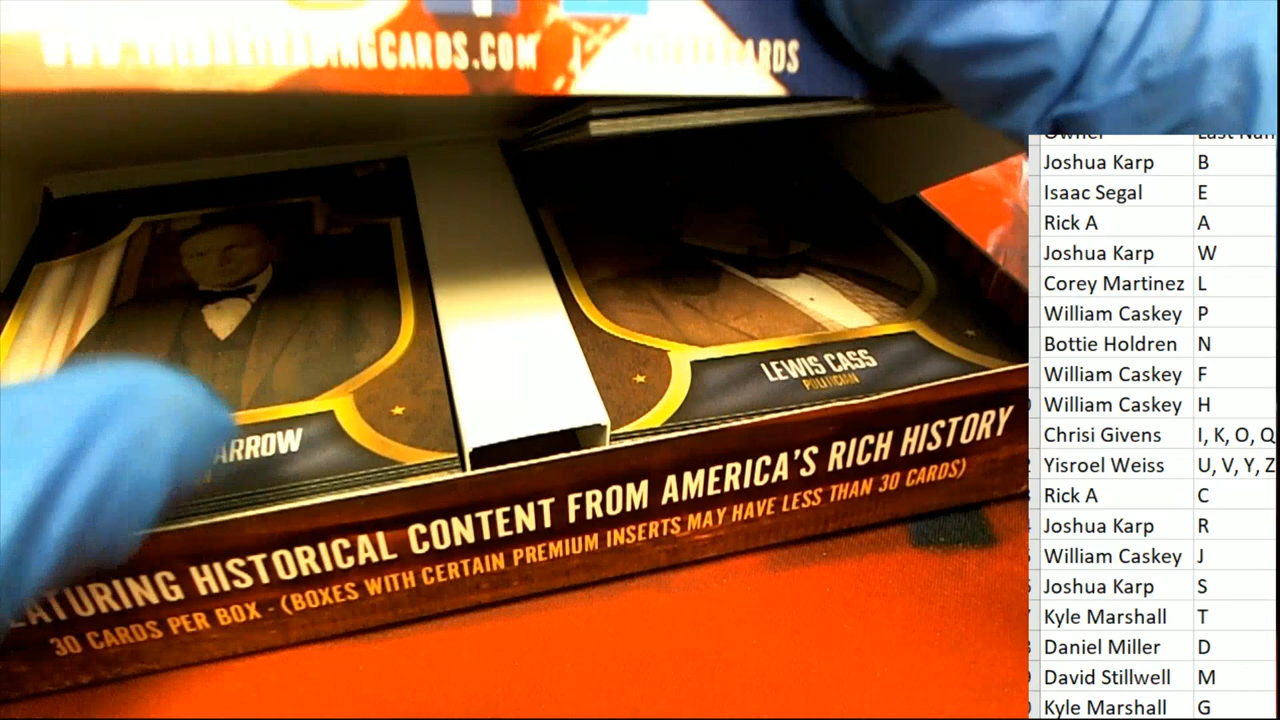 CARDS.COM
CARDS
ARROW
LEWIS CASS
POLITICIAN
ATURING HISTORICAL CONTENT FROM AMERICA'S RICH HISTORY
30 CARDS PER BOX - (BOXES WITH CERTAIN PREMIUM INSERTS MAY HAVE LESS THAN 30 CARDS)
Owner
Joshua Karp B
Isaac Segal E
Rick A A
Joshua Karp W
Corey Martinez L
William Caskey P
Bottie Holdren N
William Caskey F
William Caskey H
Chrisi Givens I, K, O, Q
Yisroel Weiss U, V, Y, Z
Rick A C
Joshua Karp R
William Caskey J
Joshua Karp S
Kyle Marshall T
Daniel Miller D
David Stillwell M
Kyle Marshall G